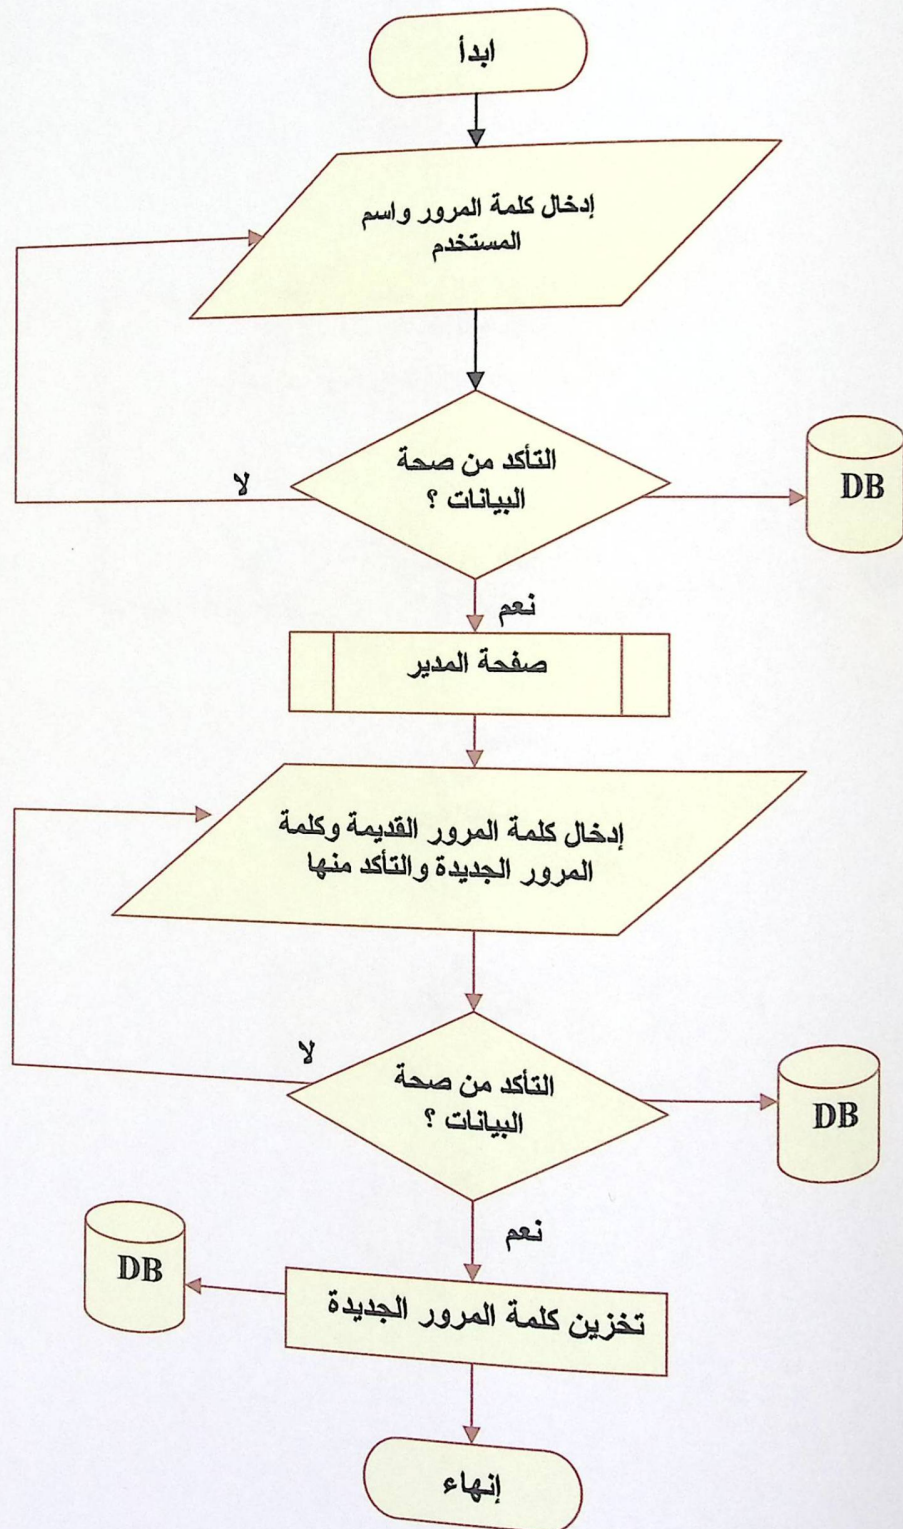 ابدأ
إدخال كلمة المرور واسم
المستخدم
التأكد من صحة
البيانات ؟
لا
DB
نعم
صفحة المدير
إدخال كلمة المرور القديمة وكلمة
المرور الجديدة والتأكد منها
لا
التأكد من صحة
البيانات ؟
DB
نعم
DB
تخزين كلمة المرور الجديدة
إنهاء